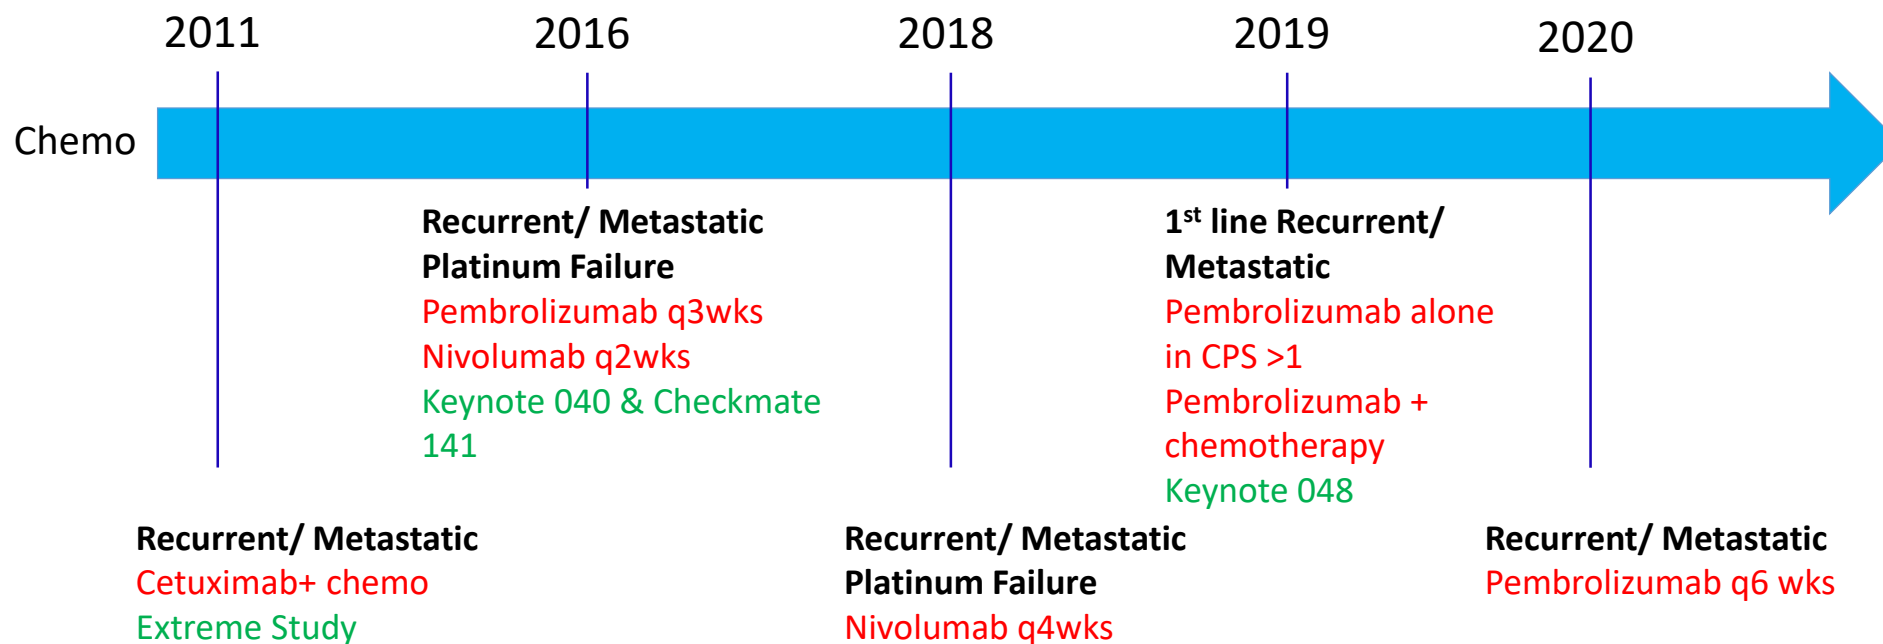 2011
2016
2018
2019
2020
Chemo
Recurrent/ Metastatic
Platinum Failure
Pembrolizumab q3wks
Nivolumab q2wks
Keynote 040 & Checkmate
141
1st line Recurrent/
Metastatic
Pembrolizumab alone
in CPS >1
Pembrolizumab +
chemotherapy
Keynote 048
Recurrent/ Metastatic
Cetuximab+ chemo
Extreme Study
Recurrent/ Metastatic
Platinum Failure
Nivolumab q4wks
Recurrent/ Metastatic
Pembrolizumab q6 wks